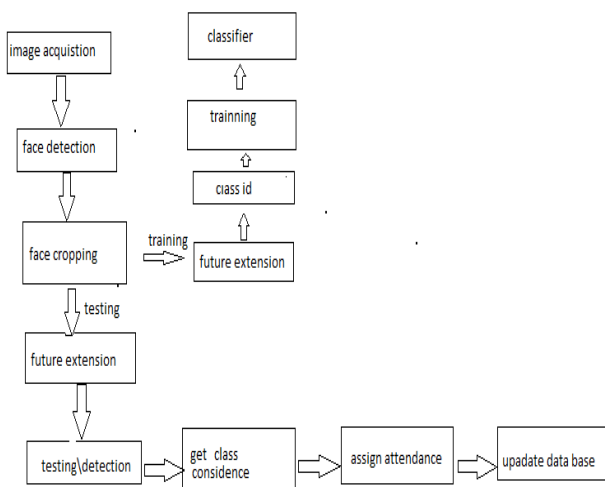 image acquistion
face detection
face cropping
testing
future extension
testing\detection
training
future extension
class id
trainning
classifier
get class
considence
assign attendance
upadate data base